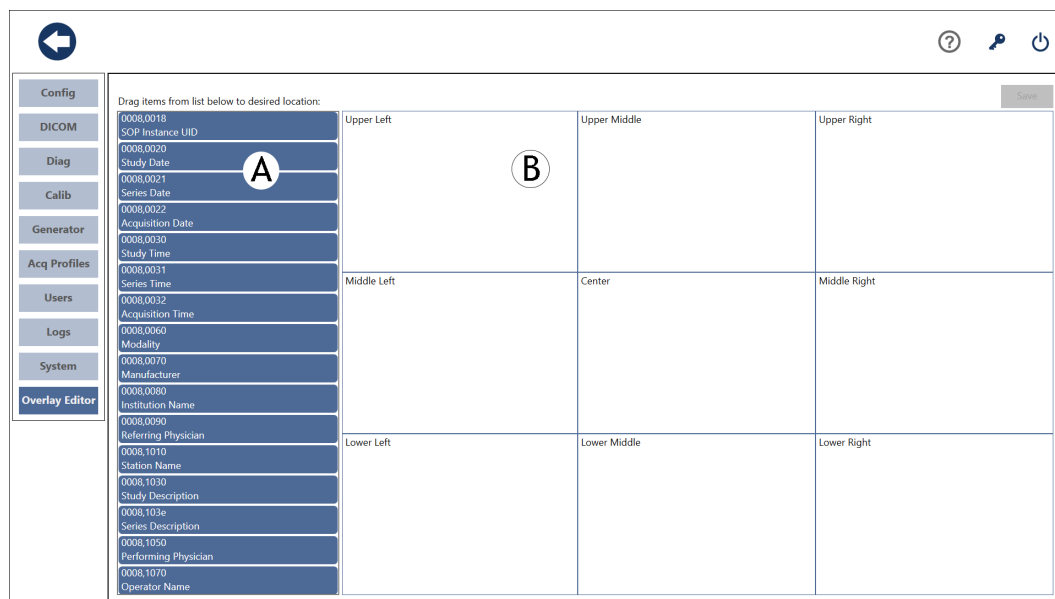 ?
Config
DICOM
Diag
Calib
Generator
Acq Profiles
Users
Logs
System
Overlay Editor
Drag items from list below to desired location:
Save
0008,0018
SOP Instance UID
0008,0020
Study Date
0008,0021
Series Date
0008,0022
Acquisition Date
0008,0030
Study Time
0008,0031
Series Time
0008,0032
Acquisition Time
0008,0060
Modality
0008,0070
Manufacturer
0008,0080
Institution Name
0008,0090
Referring Physician
0008,1010
Station Name
0008,1030
Study Description
0008,103e
Series Description
0008,1050
Performing Physician
0008,1070
Operator Name
A
Upper Left
B
Upper Middle
Upper Right
Middle Left
Center
Middle Right
Lower Left
Lower Middle
Lower Right